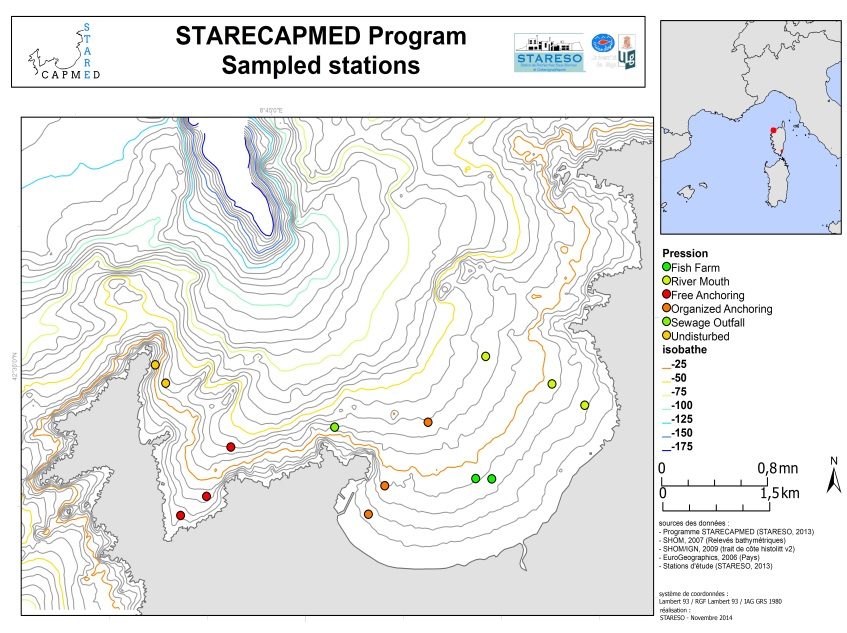 STARE
CAPMED
STARECAPMED Program
Sampled stations
STARESO
8°45'0"E
42°35'0"N
Pression
Fish Farm
River Mouth
Free Anchoring
Organized Anchoring
Sewage Outfall
Undisturbed
isobathe
-25
-50
-75
-100
-125
-150
-175
0 0,8 mn
0 1,5 km
N
sources des données :
- Programme STARECAPMED (STARESO, 2013)
- SHOM, 2007 (Relevés bathymétriques)
- SHOM/IGN, 2009 (trait de côte histolitt v2)
- EuroGeographics, 2006 (Pays)
- Stations d'étude (STARESO, 2013)
système de coordonnées :
Lambert 93 / RGF Lambert 93 / IAG GRS 1980
réalisation :
STARESO - Novembre 2014